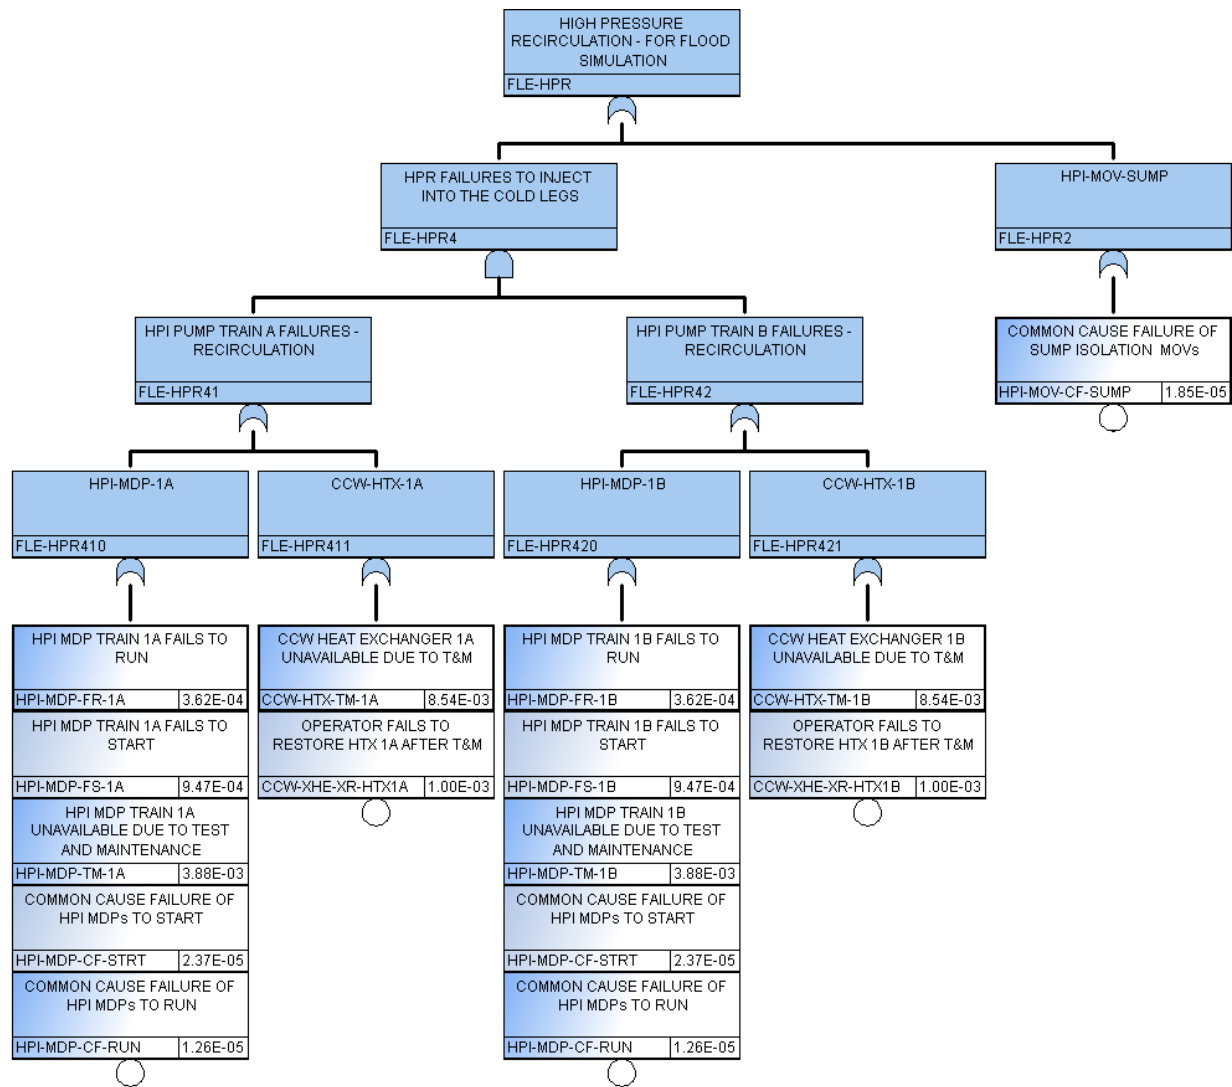 HIGH PRESSURE
RECIRCULATION - FOR FLOOD
SIMULATION
FLE-HPR
HPR FAILURES TO INJECT
INTO THE COLD LEGS
FLE-HPR4
HPI-MOV-SUMP
FLE-HPR2
HPI PUMP TRAIN A FAILURES -
RECIRCULATION
FLE-HPR41
HPI PUMP TRAIN B FAILURES -
RECIRCULATION
FLE-HPR42
COMMON CAUSE FAILURE OF
SUMP ISOLATION MOVs
HPI-MOV-CF-SUMP 1.85E-05
HPI-MDP-1A
FLE-HPR410
CCW-HTX-1A
FLE-HPR411
HPI-MDP-1B
FLE-HPR420
CCW-HTX-1B
FLE-HPR421
HPI MDP TRAIN 1A FAILS TO
RUN
HPI-MDP-FR-1A 3.62E-04
HPI MDP TRAIN 1A FAILS TO
START
HPI-MDP-FS-1A 9.47E-04
HPI MDP TRAIN 1A
UNAVAILABLE DUE TO TEST
AND MAINTENANCE
HPI-MDP-TM-1A 3.88E-03
COMMON CAUSE FAILURE OF
HPI MDPs TO START
HPI-MDP-CF-STRT 2.37E-05
COMMON CAUSE FAILURE OF
HPI MDPs TO RUN
HPI-MDP-CF-RUN 1.26E-05
CCW HEAT EXCHANGER 1A
UNAVAILABLE DUE TO T&M
CCW-HTX-TM-1A 8.54E-03
OPERATOR FAILS TO
RESTORE HTX 1A AFTER T&M
CCW-XHE-XR-HTX1A 1.00E-03
HPI MDP TRAIN 1B FAILS TO
RUN
HPI-MDP-FR-1B 3.62E-04
HPI MDP TRAIN 1B FAILS TO
START
HPI-MDP-FS-1B 9.47E-04
HPI MDP TRAIN 1B
UNAVAILABLE DUE TO TEST
AND MAINTENANCE
HPI-MDP-TM-1B 3.88E-03
COMMON CAUSE FAILURE OF
HPI MDPs TO START
HPI-MDP-CF-STRT 2.37E-05
COMMON CAUSE FAILURE OF
HPI MDPs TO RUN
HPI-MDP-CF-RUN 1.26E-05
CCW HEAT EXCHANGER 1B
UNAVAILABLE DUE TO T&M
CCW-HTX-TM-1B 8.54E-03
OPERATOR FAILS TO
RESTORE HTX 1B AFTER T&M
CCW-XHE-XR-HTX1B 1.00E-03